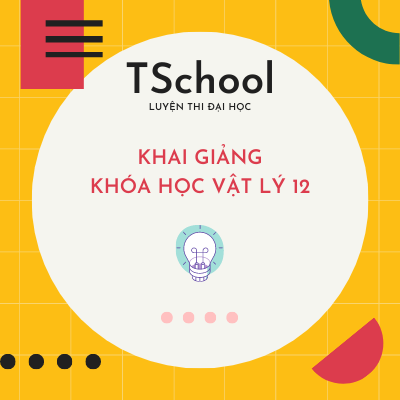 TSchool
LUYỆN THI ĐẠI HỌC
KHAI GIẢNG
KHÓA HỌC VẬT LÝ 12